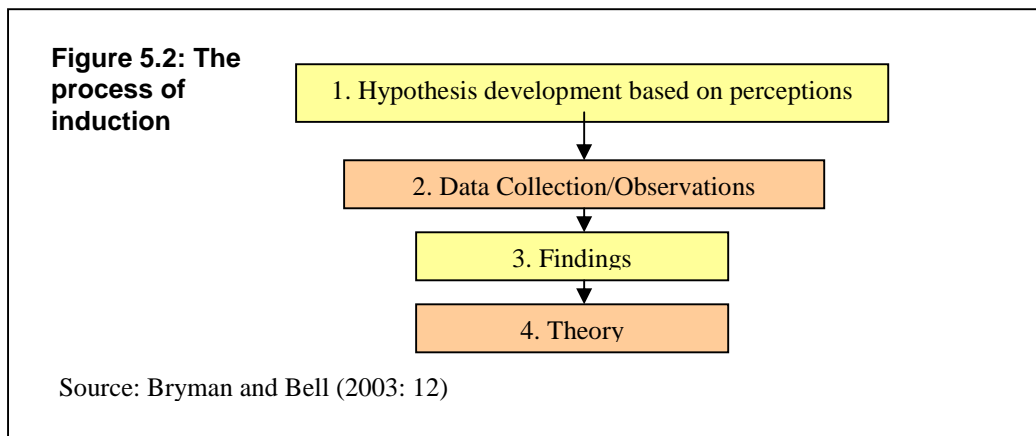 Figure 5.2: The
process of
induction
1. Hypothesis development based on perceptions
2. Data Collection/Observations
3. Findings
4. Theory
Source: Bryman and Bell (2003: 12)